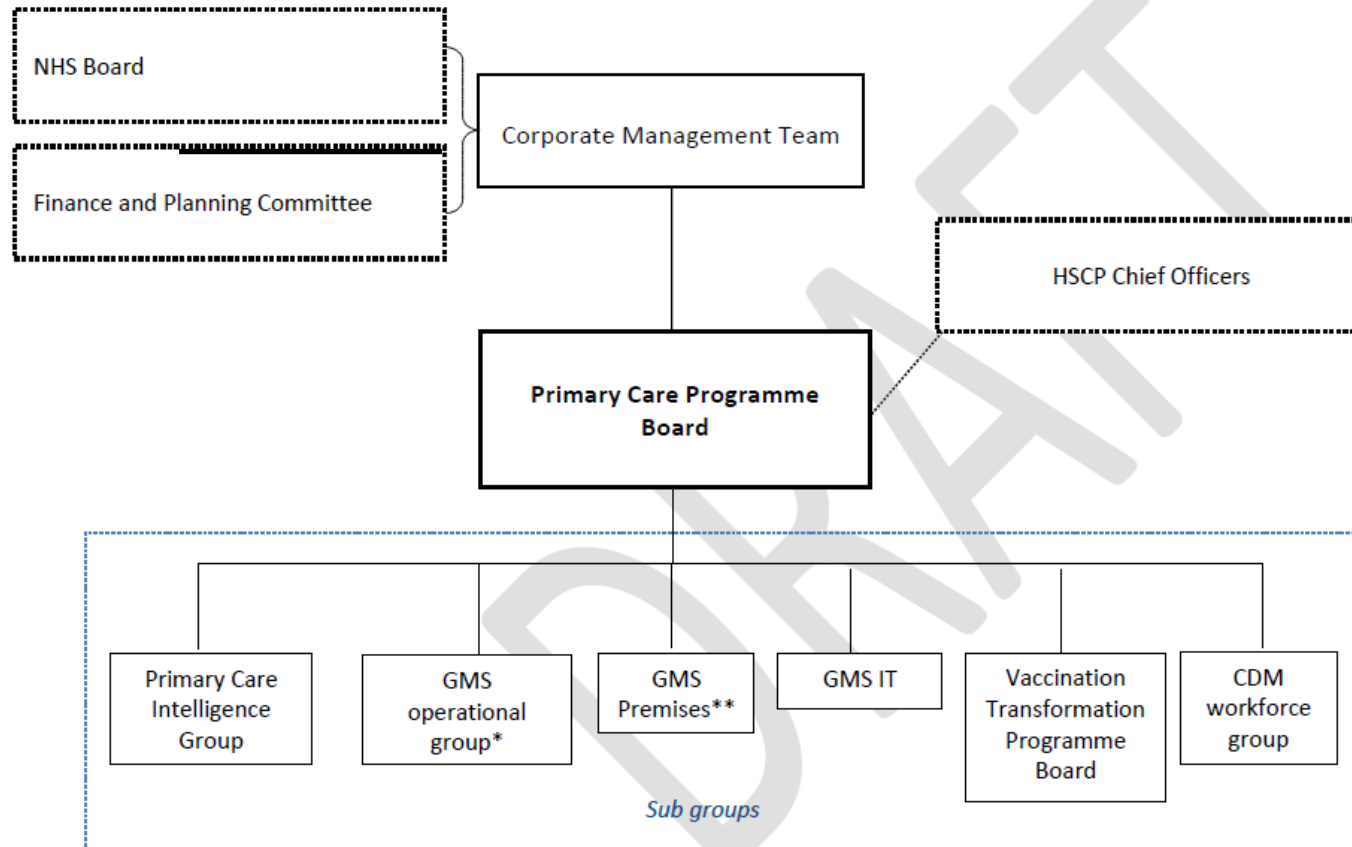 NHS Board
Corporate Management Team
Finance and Planning Committee
HSCP Chief Officers
Primary Care Programme
Board
Primary Care
Intelligence
Group
GMS
operational
group*
GMS
Premises**
GMS IT
Vaccination
Transformation
Programme
Board
CDM
workforce
group
Sub groups
DRAFT